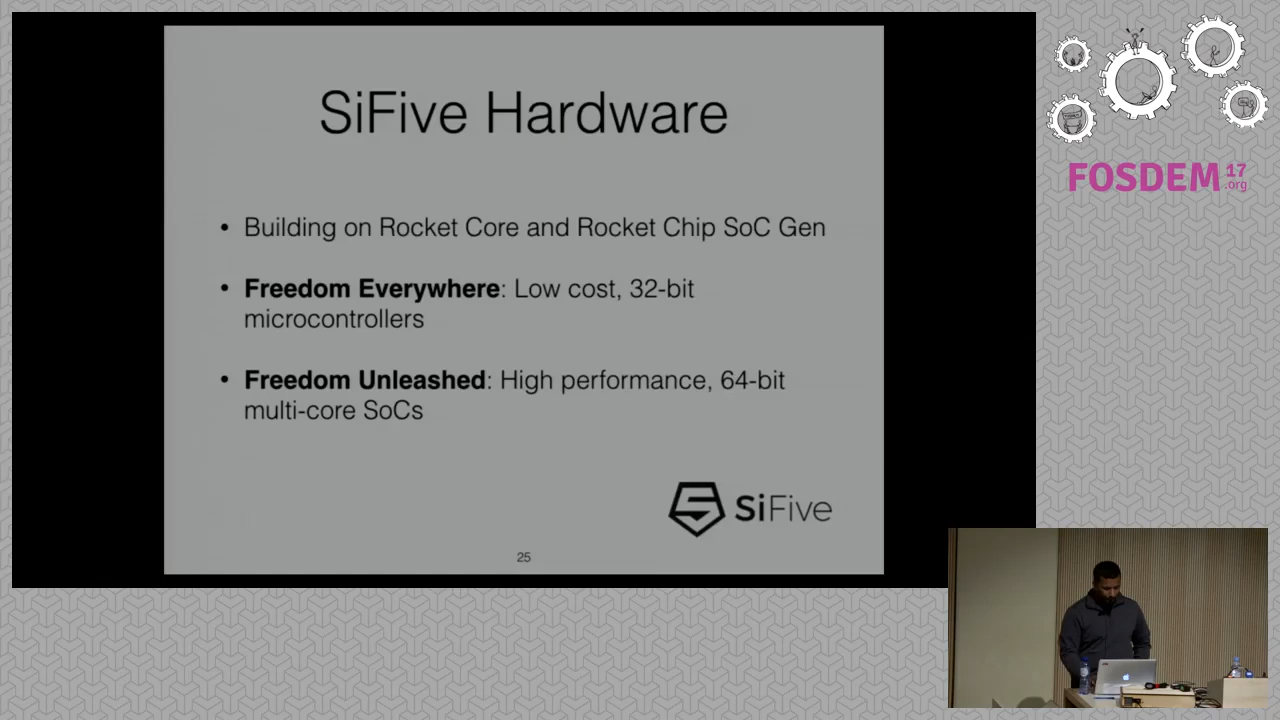 SiFive Hardware
• Building on Rocket Core and Rocket Chip SoC Gen
• Freedom Everywhere: Low cost, 32-bit
microcontrollers
• Freedom Unleashed: High performance, 64-bit
multi-core SoCs
SiFive
25
FOSDEM 17
.org